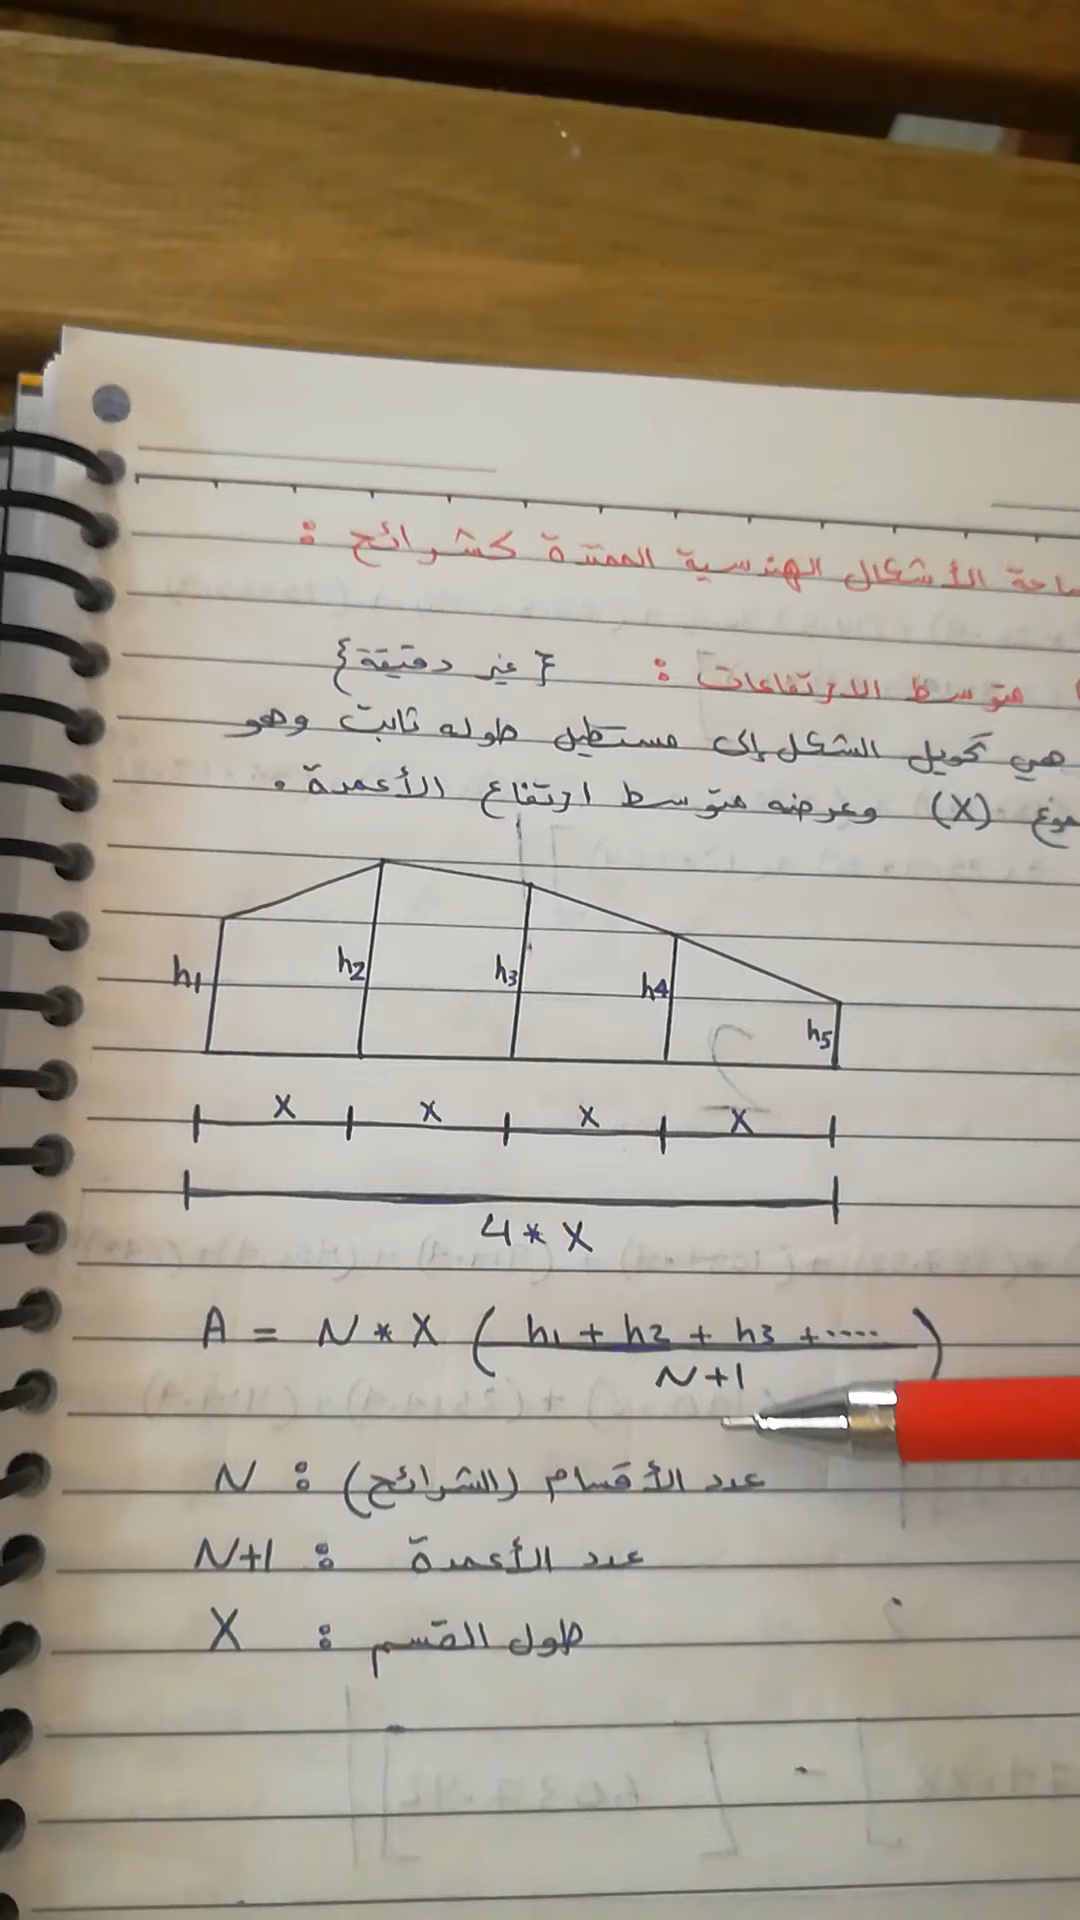 الأشكال الهندسية الممتدة كشرائح :
متوسط الارتفاعات : {غير دقيقة}
هي تحويل الشكل إلى مستطيل طوله ثابت وهو
(X) وعرضه متوسط ارتفاع الأعمدة .
h1 h2 h3 h4 h5
x x x x
4 * X
A = N * X ( h1 + h2 + h3 + .... / N+1 )
N : عدد الأقسام (الشرائح)
N+1 : عدد الأعمدة
X : طول القسم